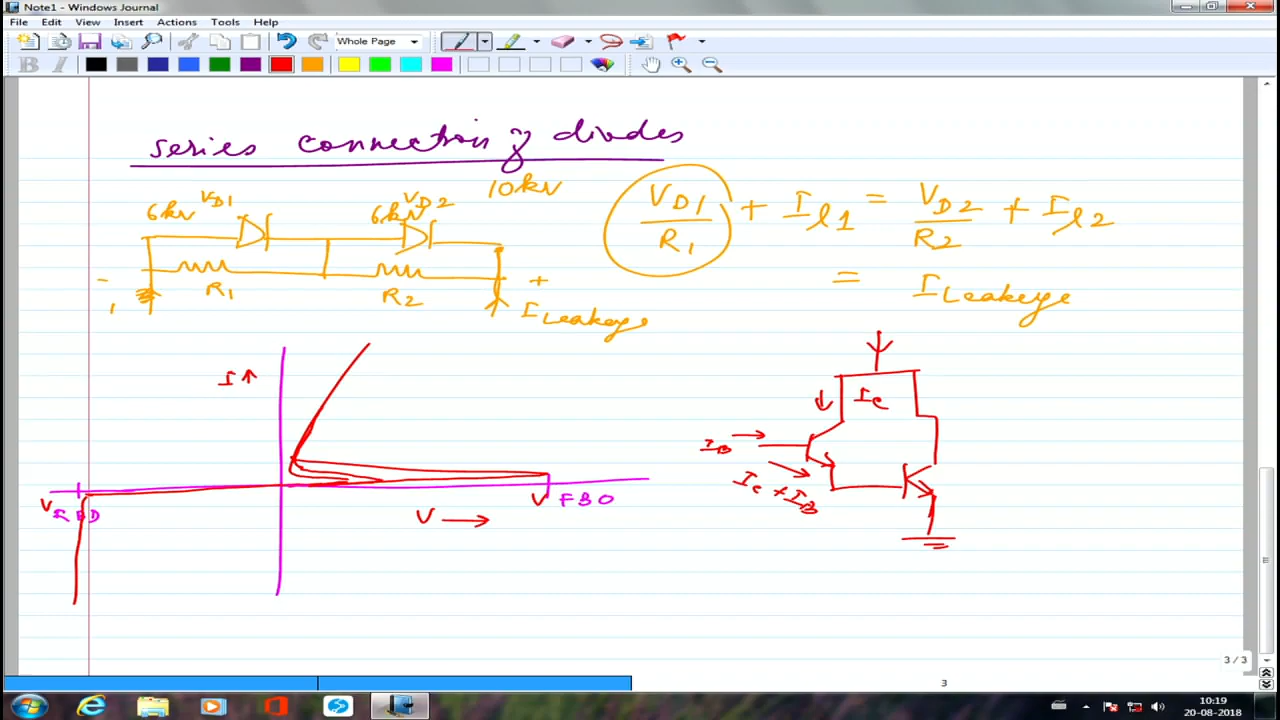 Note1 - Windows Journal
File Edit View Insert Actions Tools Help
Whole Page
B I
series connection of diodes
6kV VD1 6kV VD2 10kV
R1 R2
- +
ILeakage
VD1/R1 + Il1 = VD2/R2 + Il2
= ILeakage
I↑
V →
VRBD
VFBO
IC
IB
IC + IB
3 / 3
3
10:19
20-08-2018